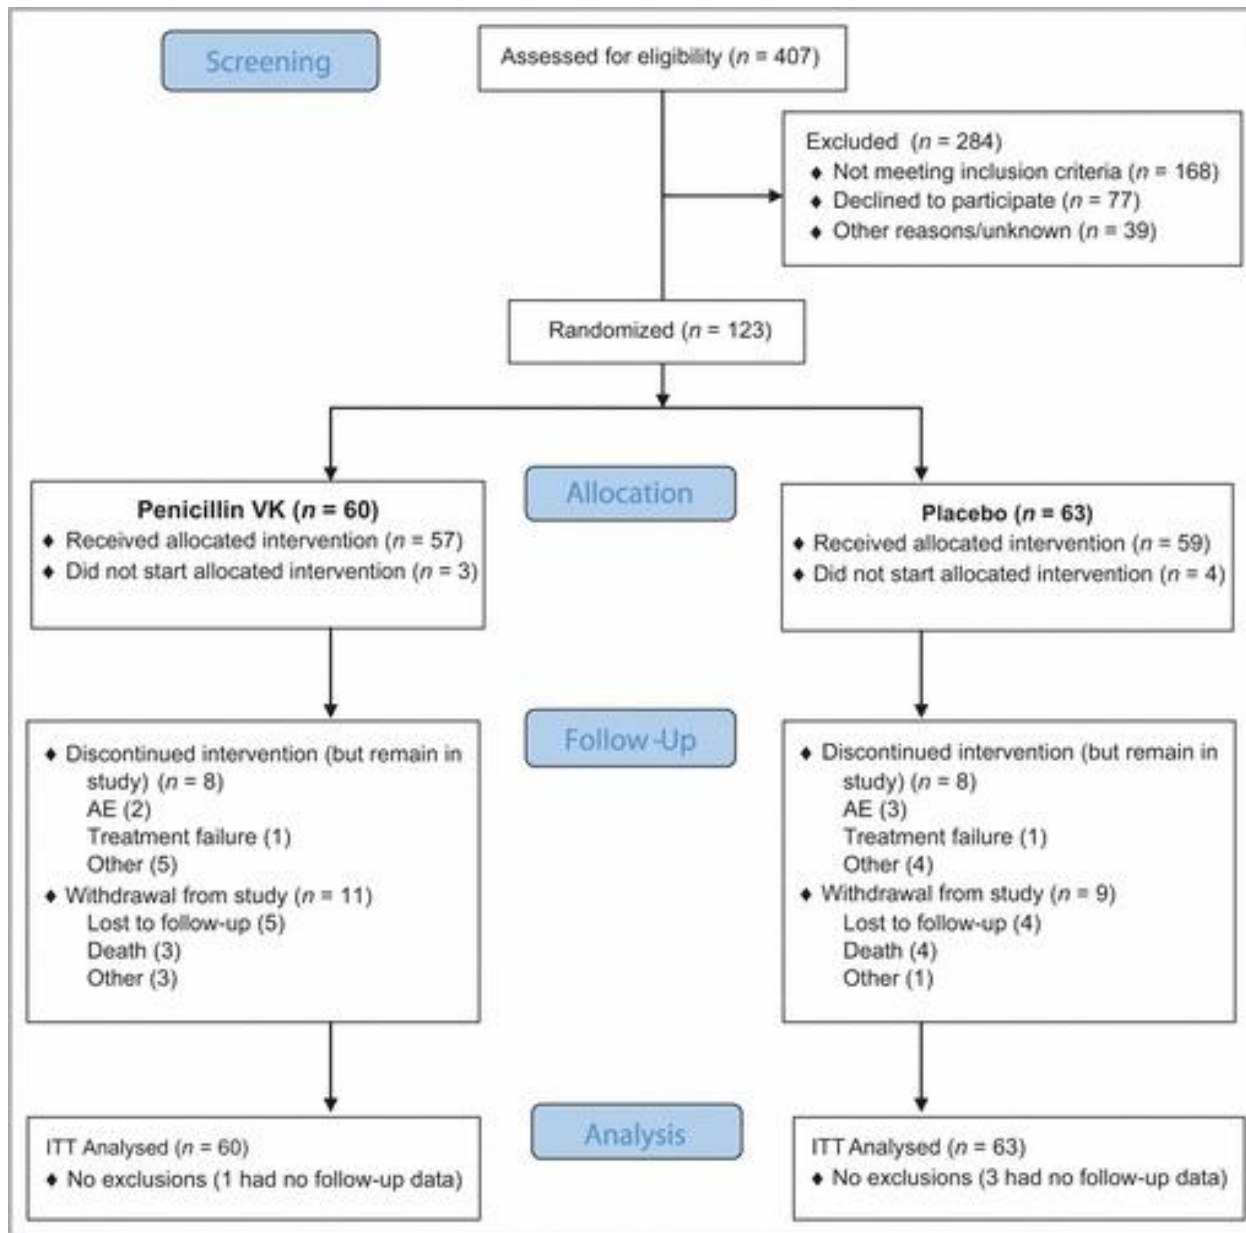 Screening
Assessed for eligibility (n = 407)
Excluded (n = 284)
♦ Not meeting inclusion criteria (n = 168)
♦ Declined to participate (n = 77)
♦ Other reasons/unknown (n = 39)
Randomized (n = 123)
Allocation
Penicillin VK (n = 60)
♦ Received allocated intervention (n = 57)
♦ Did not start allocated intervention (n = 3)
Placebo (n = 63)
♦ Received allocated intervention (n = 59)
♦ Did not start allocated intervention (n = 4)
Follow-Up
♦ Discontinued intervention (but remain in
study) (n = 8)
AE (2)
Treatment failure (1)
Other (5)
♦ Withdrawal from study (n = 11)
Lost to follow-up (5)
Death (3)
Other (3)
♦ Discontinued intervention (but remain in
study) (n = 8)
AE (3)
Treatment failure (1)
Other (4)
♦ Withdrawal from study (n = 9)
Lost to follow-up (4)
Death (4)
Other (1)
Analysis
ITT Analysed (n = 60)
♦ No exclusions (1 had no follow-up data)
ITT Analysed (n = 63)
♦ No exclusions (3 had no follow-up data)